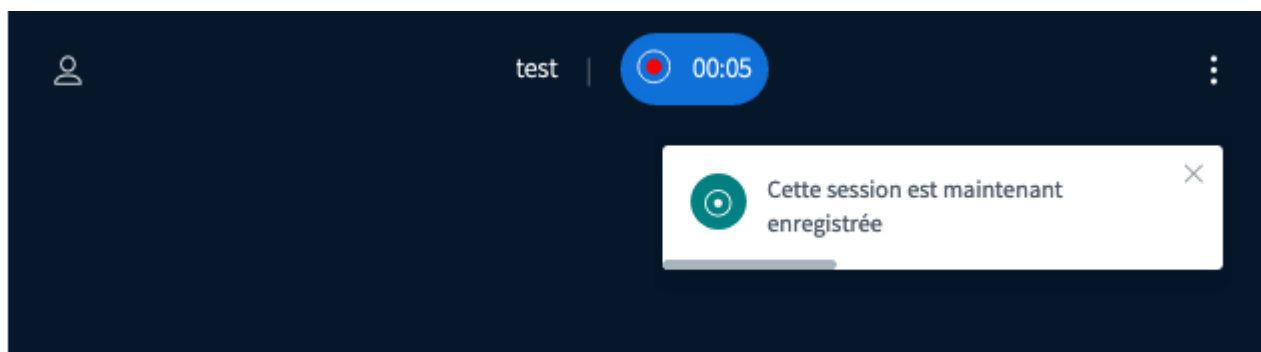 test | 00:05
Cette session est maintenant
enregistrée